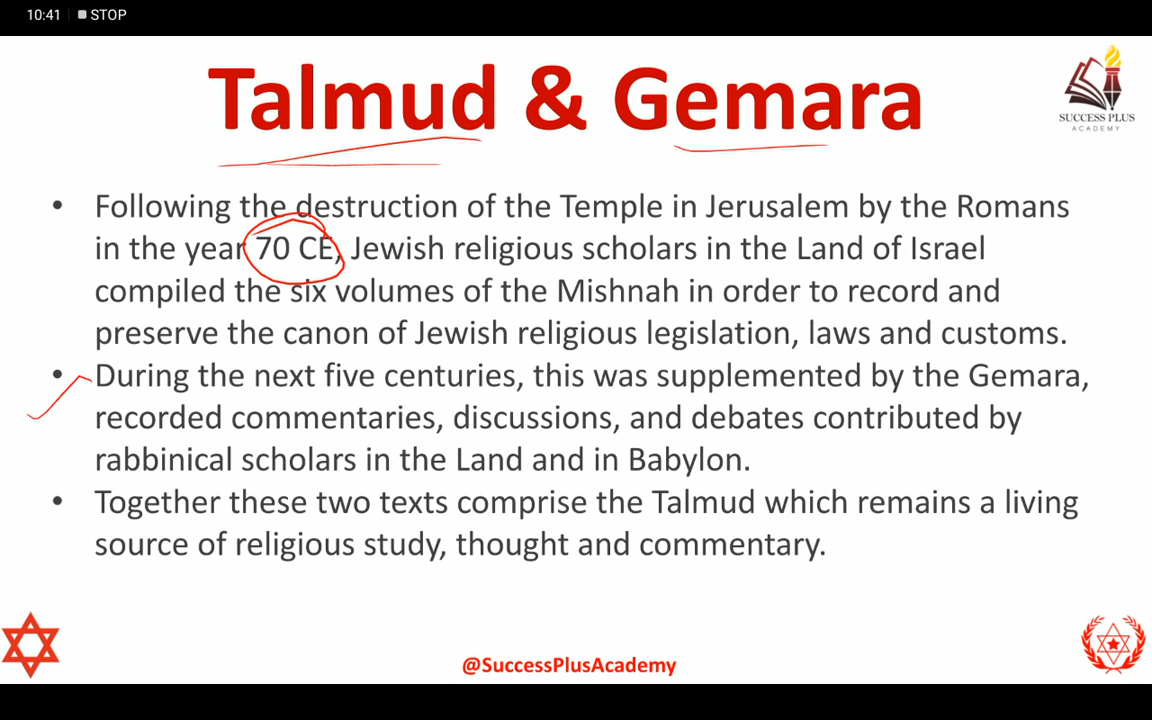 10:41 STOP
Talmud & Gemara
SUCCESS PLUS
ACADEMY
• Following the destruction of the Temple in Jerusalem by the Romans
in the year 70 CE, Jewish religious scholars in the Land of Israel
compiled the six volumes of the Mishnah in order to record and
preserve the canon of Jewish religious legislation, laws and customs.
• During the next five centuries, this was supplemented by the Gemara,
recorded commentaries, discussions, and debates contributed by
rabbinical scholars in the Land and in Babylon.
• Together these two texts comprise the Talmud which remains a living
source of religious study, thought and commentary.
@SuccessPlusAcademy